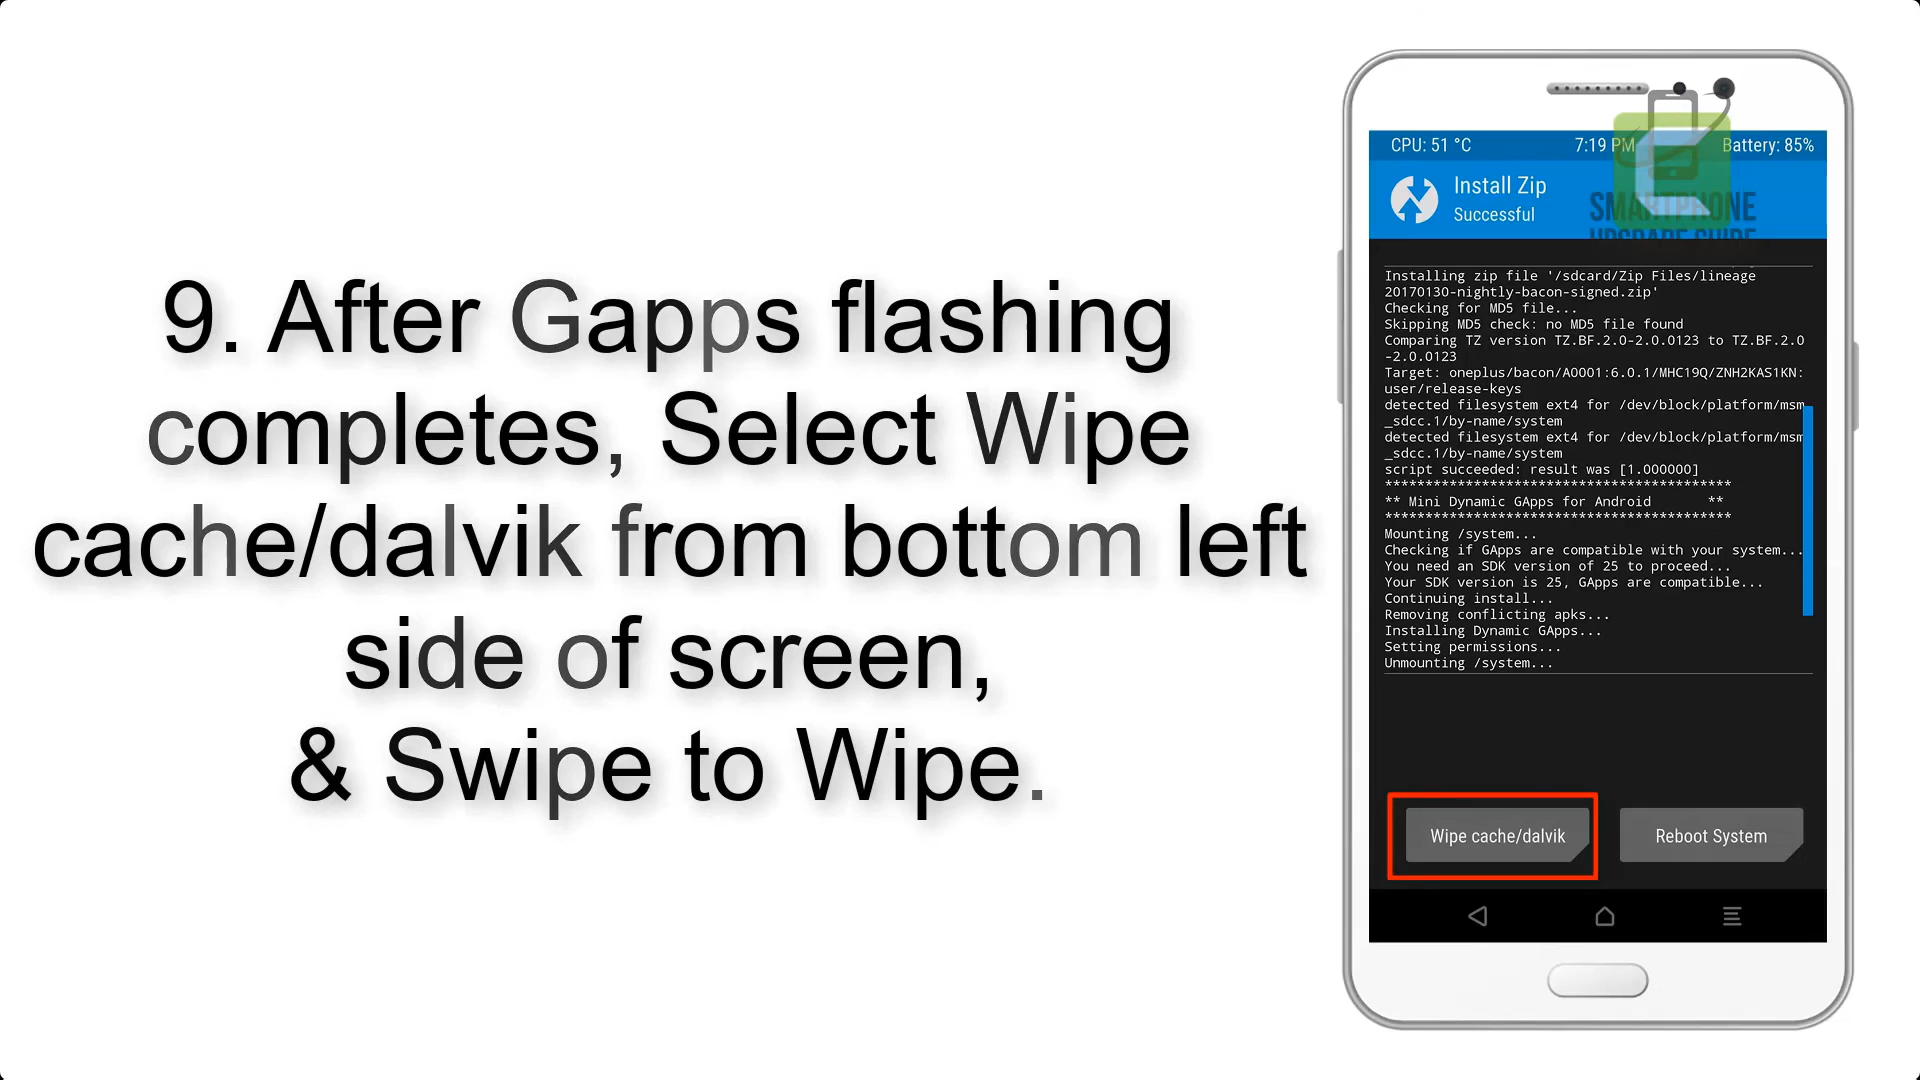 9. After Gapps flashing
completes, Select Wipe
cache/dalvik from bottom left
side of screen,
& Swipe to Wipe.
CPU: 51 °C 7:19 PM Battery: 85%
Install Zip
Successful
SMARTPHONE
UPGRADE GUIDE
Installing zip file '/sdcard/Zip Files/lineage
20170130-nightly-bacon-signed.zip'
Checking for MD5 file...
Skipping MD5 check: no MD5 file found
Comparing TZ version TZ.BF.2.0-2.0.0123 to TZ.BF.2.0
-2.0.0123
Target: oneplus/bacon/A0001:6.0.1/MHC19Q/ZNH2KAS1KN:
user/release-keys
detected filesystem ext4 for /dev/block/platform/msm
_sdcc.1/by-name/system
detected filesystem ext4 for /dev/block/platform/msm
_sdcc.1/by-name/system
script succeeded: result was [1.000000]
*******************************************
** Mini Dynamic GApps for Android **
*******************************************
Mounting /system...
Checking if GApps are compatible with your system...
You need an SDK version of 25 to proceed...
Your SDK version is 25, GApps are compatible...
Continuing install...
Removing conflicting apks...
Installing Dynamic GApps...
Setting permissions...
Unmounting /system...
Wipe cache/dalvik Reboot System